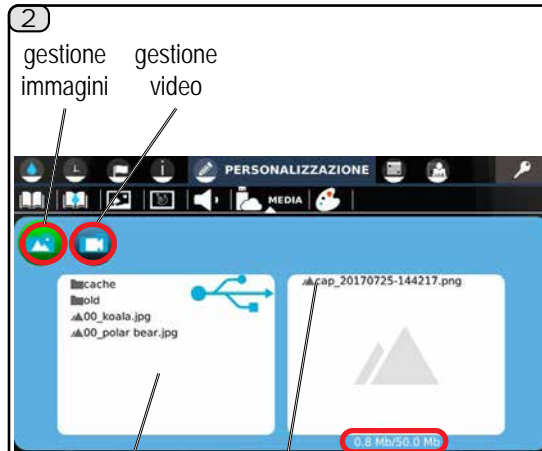 2
gestione immagini
gestione video
PERSONALIZZAZIONE
MEDIA
cache
old
00_koala.jpg
00_polar bear.jpg
cap_20170725-144217.png
0.8 Mb/50.0 Mb